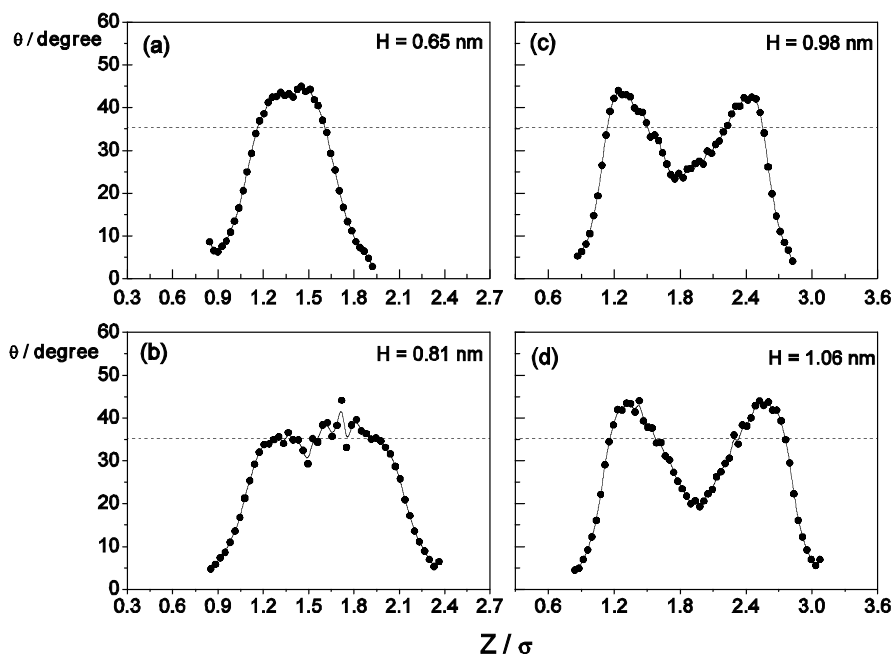 60
(a)
H = 0.65 nm
(c)
H = 0.98 nm
θ / degree
50
40
30
20
10
0
0.3 0.6 0.9 1.2 1.5 1.8 2.1 2.4 2.7
0.6 1.2 1.8 2.4 3.0 3.6
60
(b)
H = 0.81 nm
(d)
H = 1.06 nm
θ / degree
50
40
30
20
10
0
0.3 0.6 0.9 1.2 1.5 1.8 2.1 2.4 2.7
0.6 1.2 1.8 2.4 3.0 3.6
Z / σ